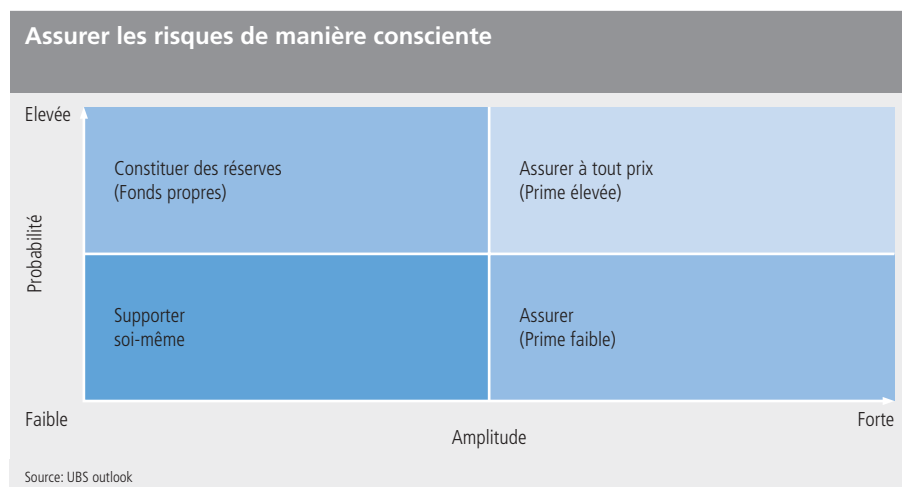 Assurer les risques de manière consciente
Elevée
Constituer des réserves
(Fonds propres)
Assurer à tout prix
(Prime élevée)
Probabilité
Supporter
soi-même
Assurer
(Prime faible)
Faible
Forte
Amplitude
Source: UBS outlook